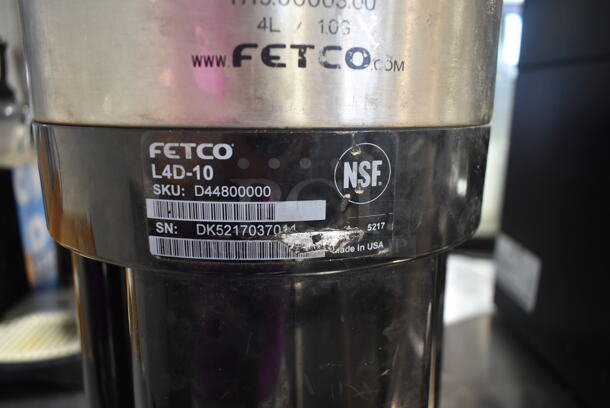 4L / 1.0G
www.FETCO.COM
FETCO
L4D-10
SKU: D44800000
NSF.
SN: DK5217037011
5217
Made in USA